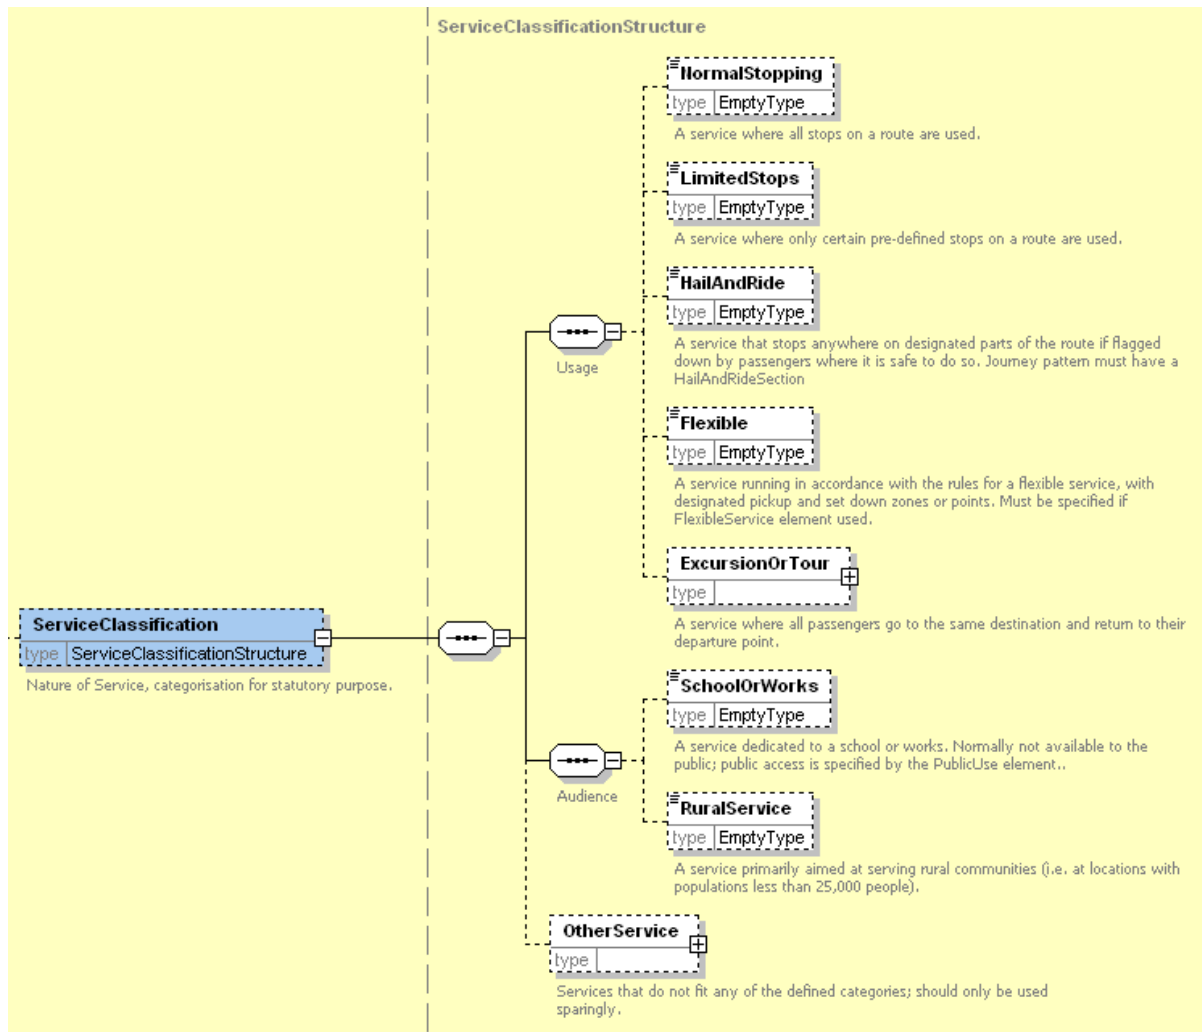 ServiceClassificationStructure
NormalStopping
type EmptyType
A service where all stops on a route are used.
LimitedStops
type EmptyType
A service where only certain pre-defined stops on a route are used.
HailAndRide
type EmptyType
A service that stops anywhere on designated parts of the route if flagged
down by passengers where it is safe to do so. Journey pattern must have a
HailAndRideSection
Usage
Flexible
type EmptyType
A service running in accordance with the rules for a flexible service, with
designated pickup and set down zones or points. Must be specified if
FlexibleService element used.
ExcursionOrTour
type
A service where all passengers go to the same destination and return to their
departure point.
ServiceClassification
type ServiceClassificationStructure
Nature of Service, categorisation for statutory purpose.
SchoolOrWorks
type EmptyType
A service dedicated to a school or works. Normally not available to the
public; public access is specified by the PublicUse element..
Audience
RuralService
type EmptyType
A service primarily aimed at serving rural communities (i.e. at locations with
populations less than 25,000 people).
OtherService
type
Services that do not fit any of the defined categories; should only be used
sparingly.